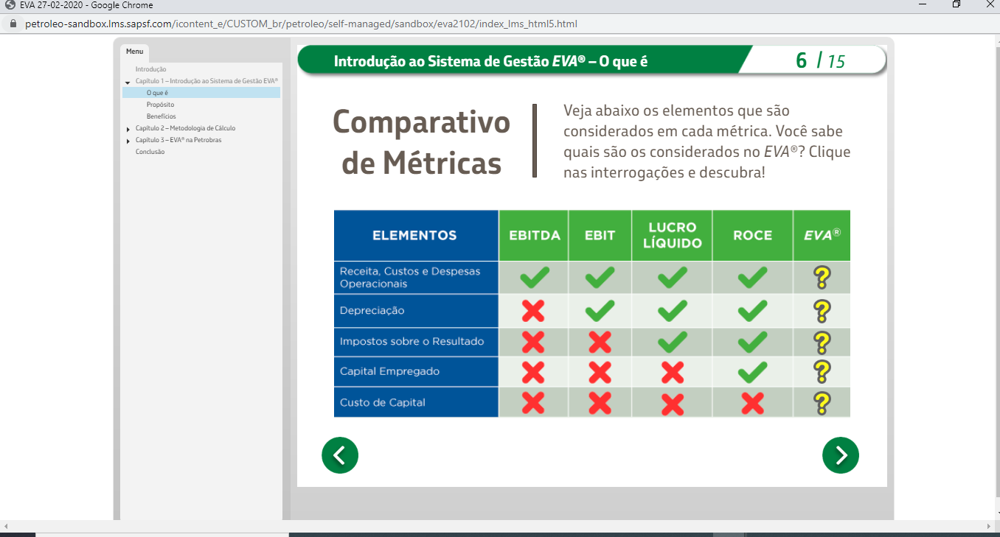 EVA 27-02-2020 - Google Chrome
petroleo-sandbox.lms.sapsf.com/icontent_e/CUSTOM_br/petroleo/self-managed/sandbox/eva2102/index_lms_html5.html
Menu
Introdução
Capítulo 1 – Introdução ao Sistema de Gestão EVA®
O que é
Propósito
Benefícios
Capítulo 2 – Metodologia de Cálculo
Capítulo 3 – EVA® na Petrobras
Conclusão
Introdução ao Sistema de Gestão EVA® – O que é
6 / 15
Comparativo
de Métricas
Veja abaixo os elementos que são
considerados em cada métrica. Você sabe
quais são os considerados no EVA®? Clique
nas interrogações e descubra!
ELEMENTOS EBITDA EBIT LUCRO LÍQUIDO ROCE EVA®
Receita, Custos e Despesas
Operacionais
?
Depreciação ?
Impostos sobre o Resultado ?
Capital Empregado ?
Custo de Capital ?